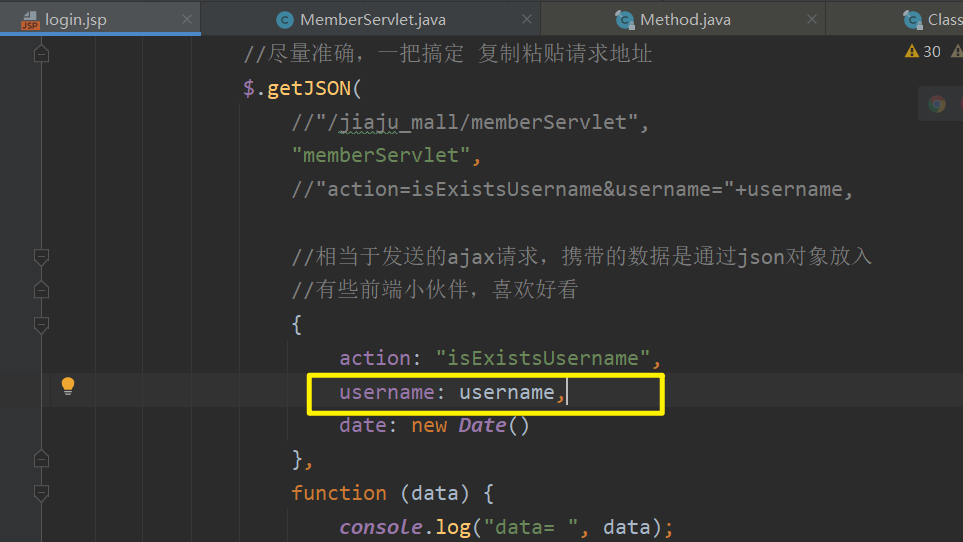 login.jsp MemberServlet.java Method.java Class
//尽量准确，一把搞定 复制粘贴请求地址 30
$.getJSON(
//"/jiaju_mall/memberServlet",
"memberServlet",
//"action=isExistsUsername&username="+username,
//相当于发送的ajax请求，携带的数据是通过json对象放入
//有些前端小伙伴，喜欢好看
{
action: "isExistsUsername",
username: username,
date: new Date()
},
function (data) {
console.log("data= ", data);